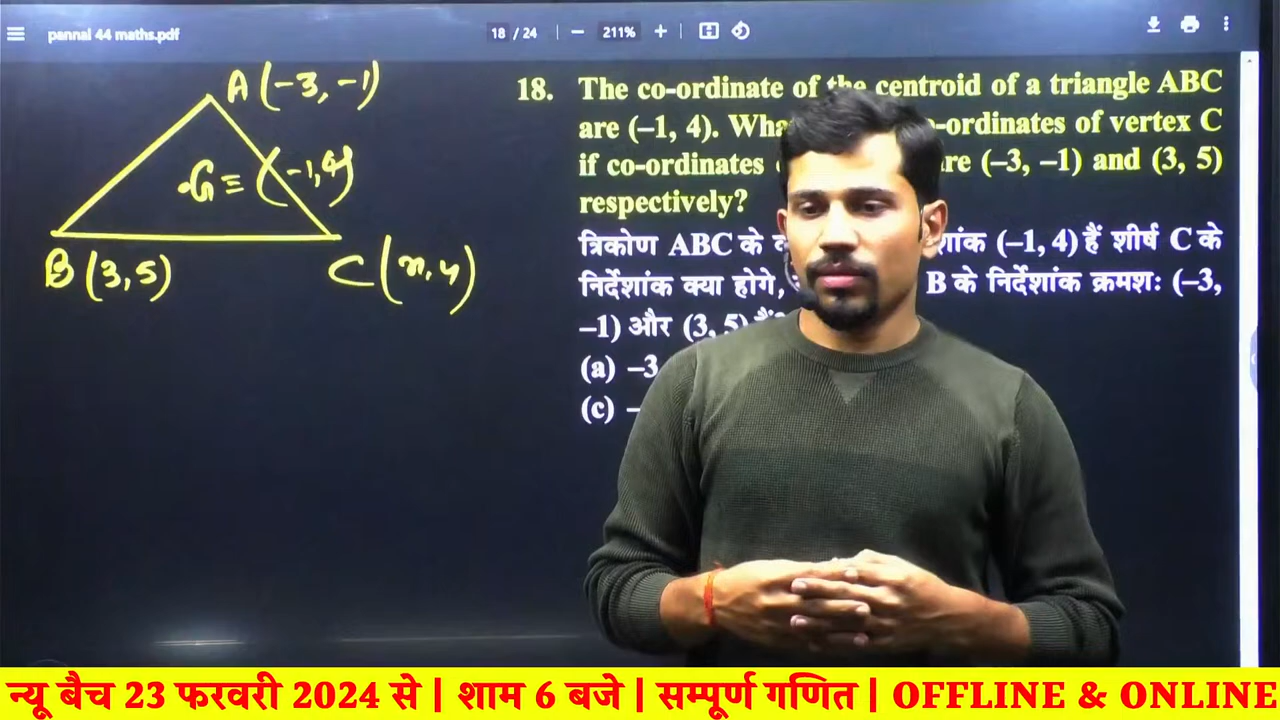 pannal 44 maths.pdf
18 / 24
211%
A (-3, -1)
G ≡ (-1, 4)
B (3, 5)
C (x, y)
18. The co-ordinate of the centroid of a triangle ABC
are (–1, 4). o-ordinates of vertex C
if co-ordinates re (–3, –1) and (3, 5)
respectively?
त्रिकोण ABC के (–1, 4) हैं शीर्ष C के
निर्देशांक क्या होगे, B के निर्देशांक क्रमशः (–3,
–1) और (3, 5)
(a) –3
(c) –
न्यू बैच 23 फरवरी 2024 से | शाम 6 बजे | सम्पूर्ण गणित | OFFLINE & ONLINE